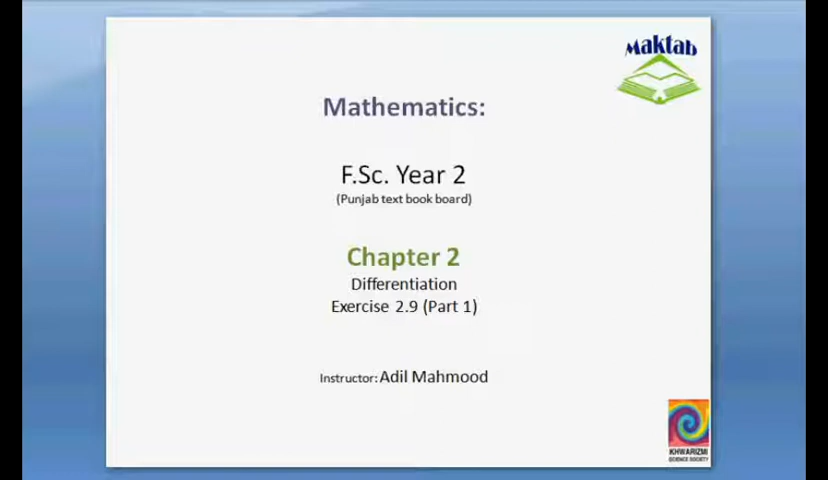 Maktab
Mathematics:
F.Sc. Year 2
(Punjab text book board)
Chapter 2
Differentiation
Exercise 2.9 (Part 1)
Instructor: Adil Mahmood
KHWARIZMI
SCIENCE SOCIETY